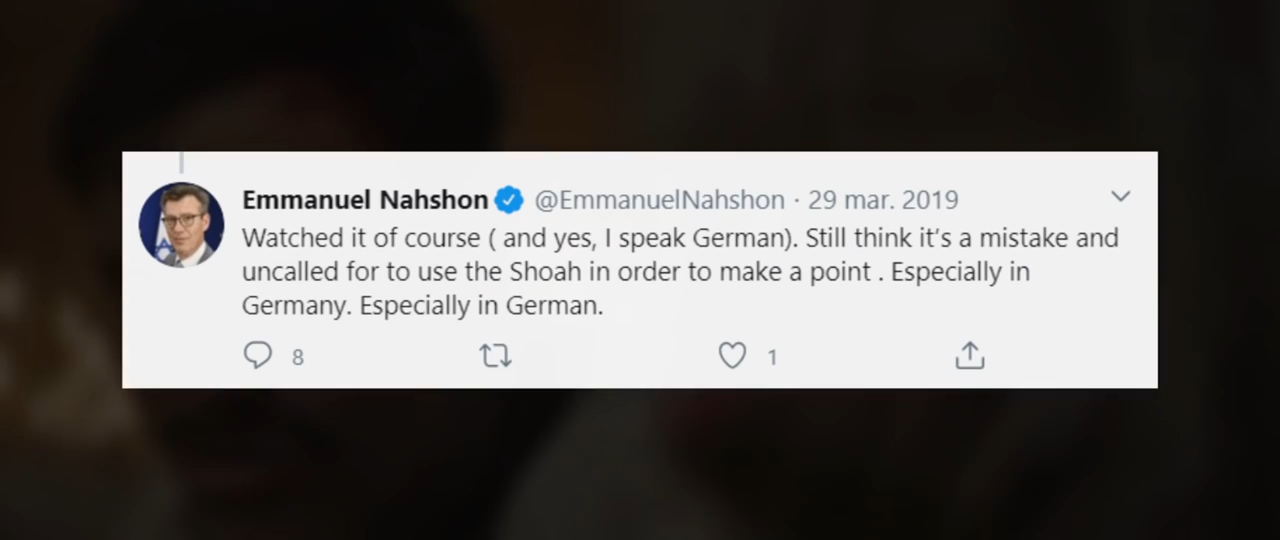 Emmanuel Nahshon @EmmanuelNahshon · 29 mar. 2019
Watched it of course ( and yes, I speak German). Still think it's a mistake and
uncalled for to use the Shoah in order to make a point . Especially in
Germany. Especially in German.
8 1